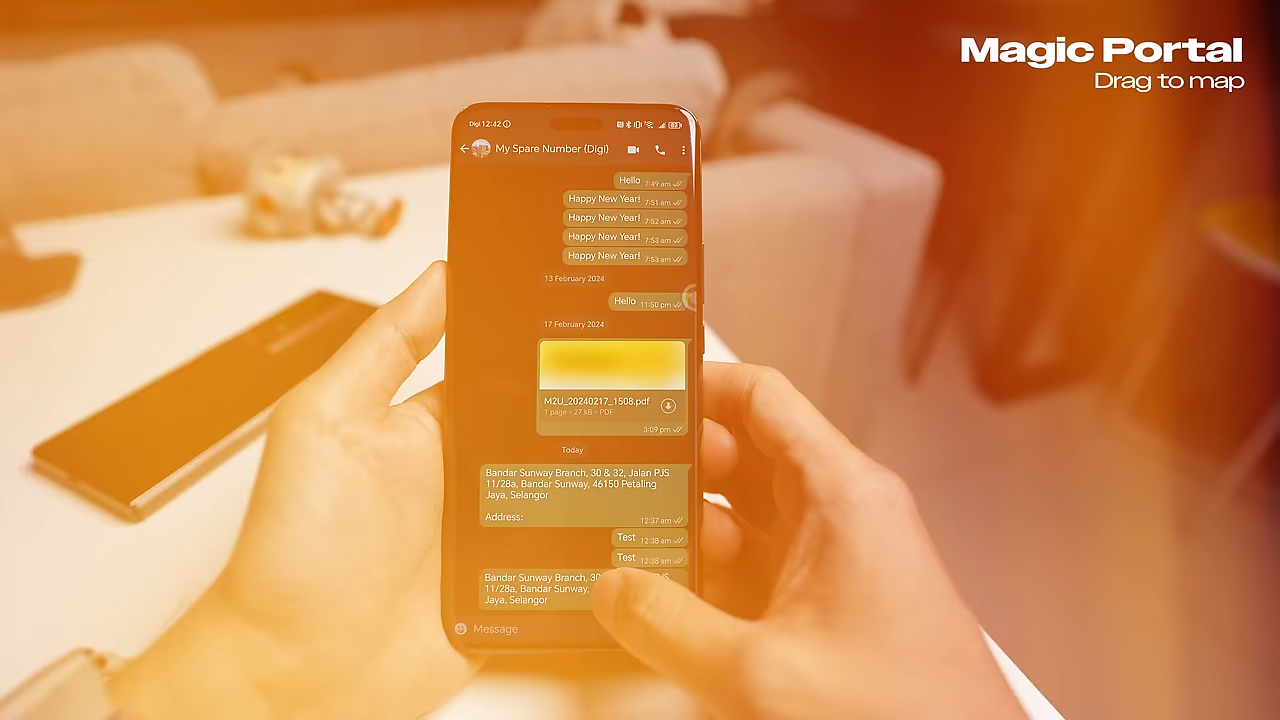 Magic Portal
Drag to map
Digi 12:42
My Spare Number (Digi)
Hello 7:49 am
Happy New Year! 7:51 am
Happy New Year! 7:52 am
Happy New Year! 7:53 am
Happy New Year! 7:53 am
13 February 2024
Hello 11:50 pm
17 February 2024
M2U_20240217_1508.pdf
1 page • 27 kB • PDF
3:09 pm
Today
Bandar Sunway Branch, 30 & 32, Jalan PJS
11/28a, Bandar Sunway, 46150 Petaling
Jaya, Selangor
Address:
12:37 am
Test 12:38 am
Test 12:38 am
Bandar Sunway Branch, 30 PJS
11/28a, Bandar Sunway,
Jaya, Selangor
Message